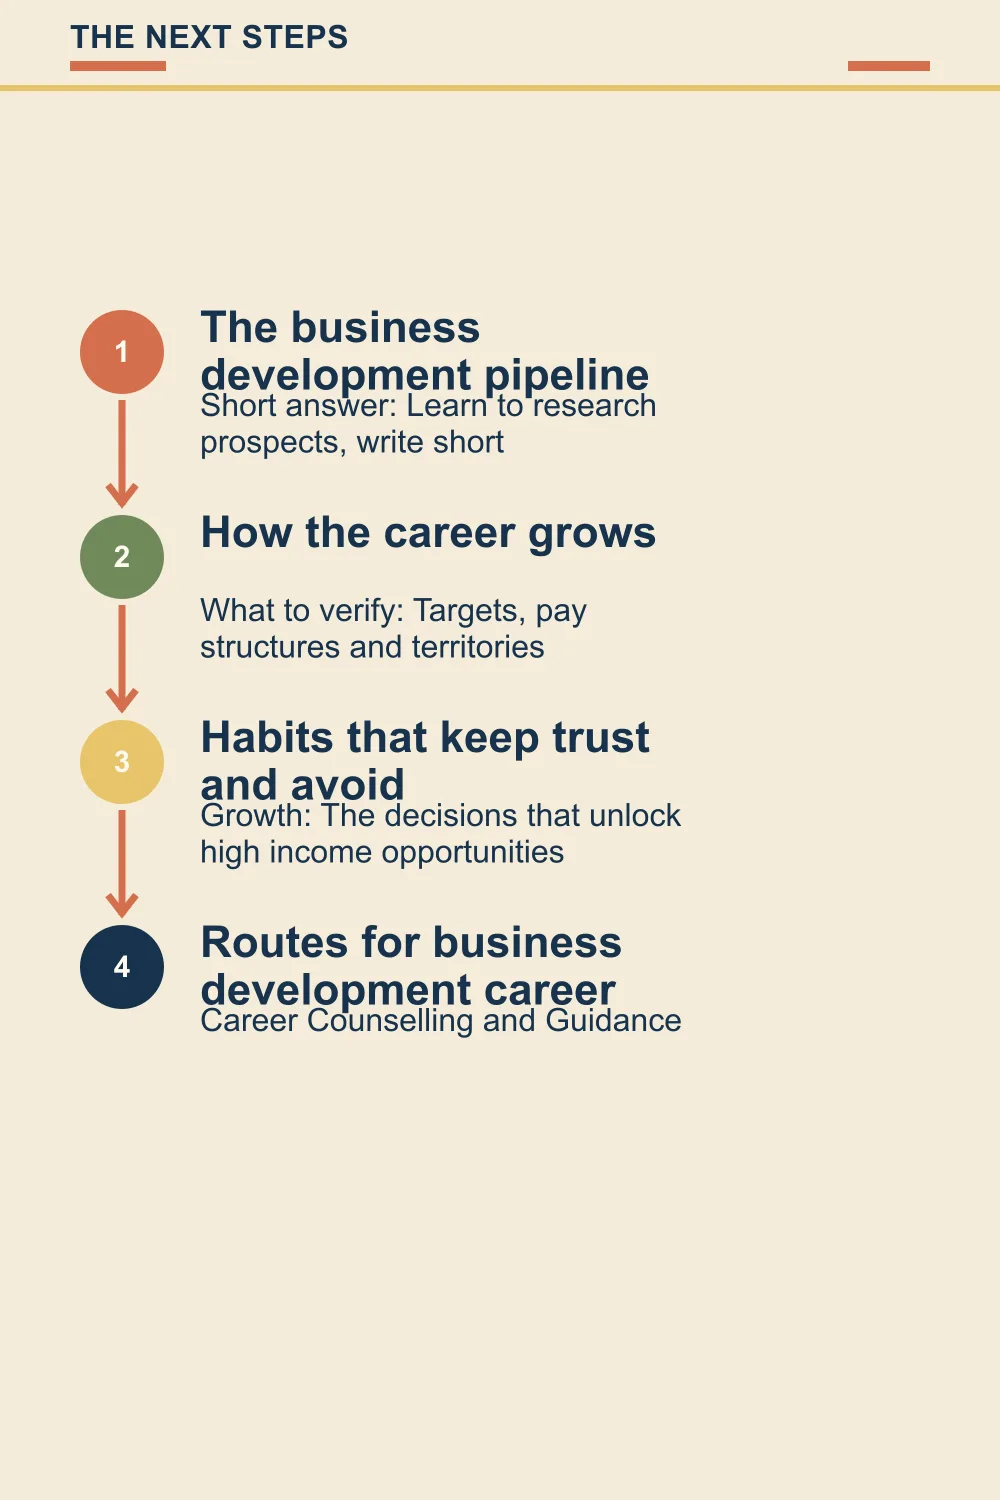 THE NEXT STEPS
1
The business
development pipeline
Short answer: Learn to research
prospects, write short
2
How the career grows
What to verify: Targets, pay
structures and territories
3
Habits that keep trust
and avoid
Growth: The decisions that unlock
high income opportunities
4
Routes for business
development career
Career Counselling and Guidance